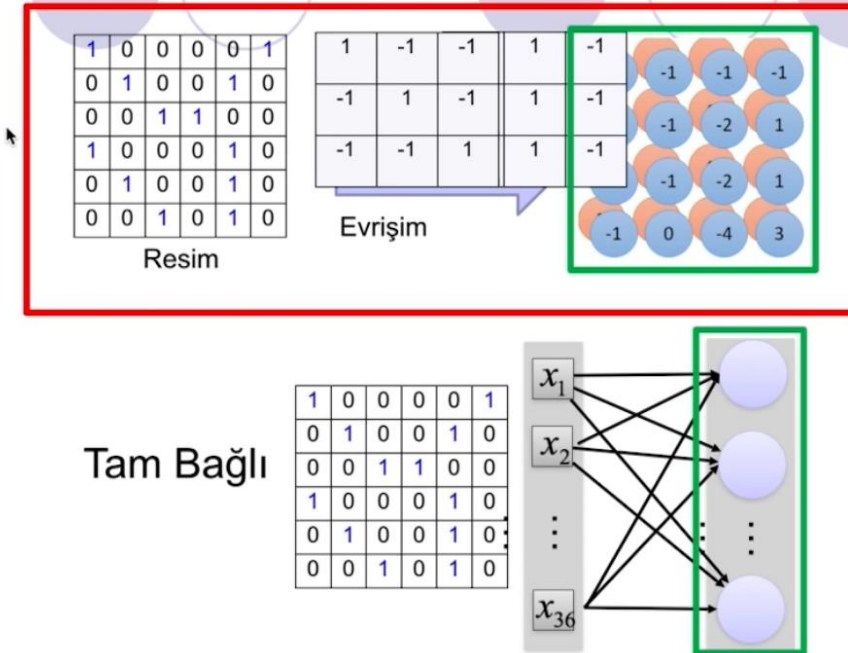 1 0 0 0 0 1
0 1 0 0 1 0
0 0 1 1 0 0
1 0 0 0 1 0
0 1 0 0 1 0
0 0 1 0 1 0
Resim
1 -1 -1 1 -1
-1 1 -1 1 -1
-1 -1 1 1 -1
Evrişim
-1 -1 -1
-1 -2 1
-1 -2 1
-1 0 -4 3
Tam Bağlı
1 0 0 0 0 1
0 1 0 0 1 0
0 0 1 1 0 0
1 0 0 0 1 0
0 1 0 0 1 0
0 0 1 0 1 0
⋮
x₁
x₂
⋮
x₃₆
⋮ ⋮